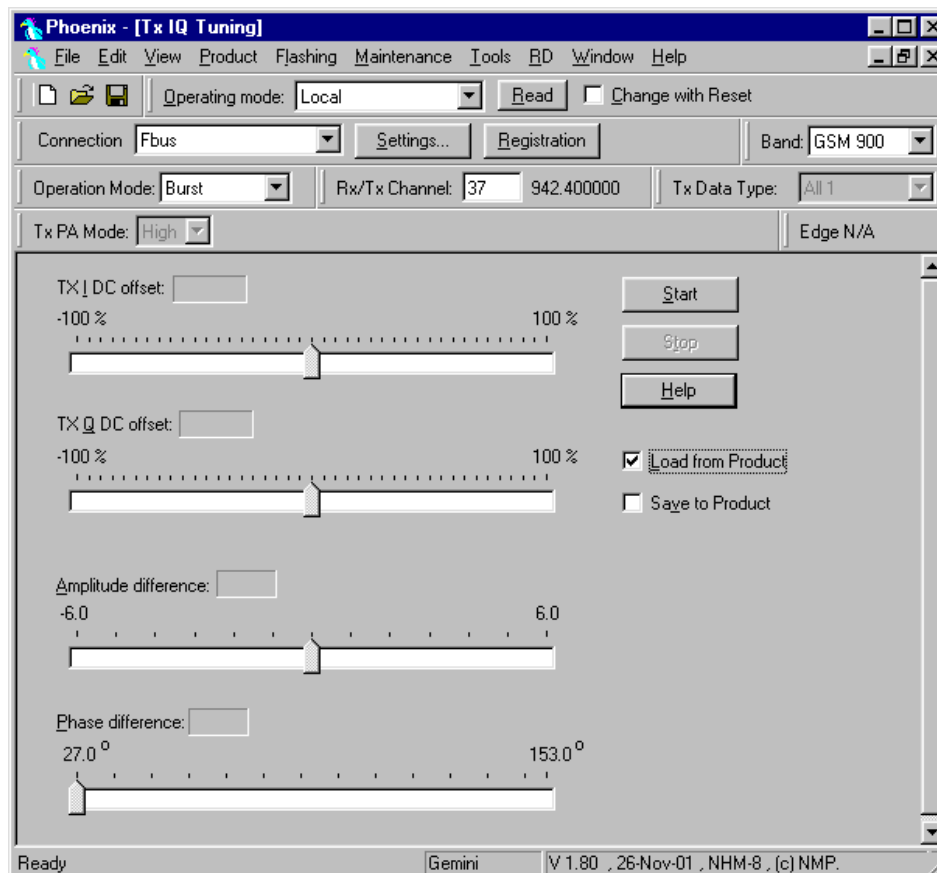 Phoenix - [Tx IQ Tuning]
File Edit View Product Flashing Maintenance Tools RD Window Help
Operating mode: Local Read Change with Reset
Connection Fbus Settings... Registration Band: GSM 900
Operation Mode: Burst Rx/Tx Channel: 37 942.400000 Tx Data Type: All 1
Tx PA Mode: High Edge N/A
TX I DC offset:
-100 % 100 %
Start
Stop
Help
TX Q DC offset:
-100 % 100 %
Load from Product
Save to Product
Amplitude difference:
-6.0 6.0
Phase difference:
27.0° 153.0°
Ready Gemini V 1.80 , 26-Nov-01 , NHM-8 , (c) NMP.